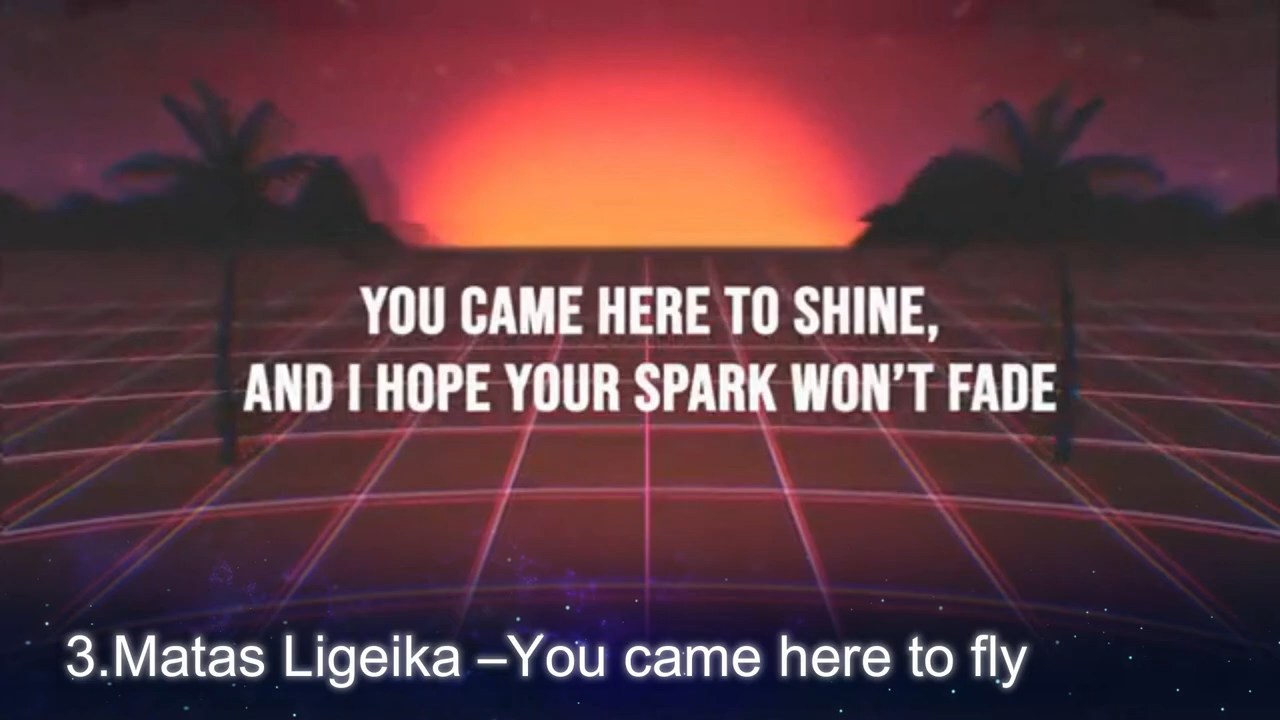 YOU CAME HERE TO SHINE,
AND I HOPE YOUR SPARK WON’T FADE
3.Matas Ligeika –You came here to fly